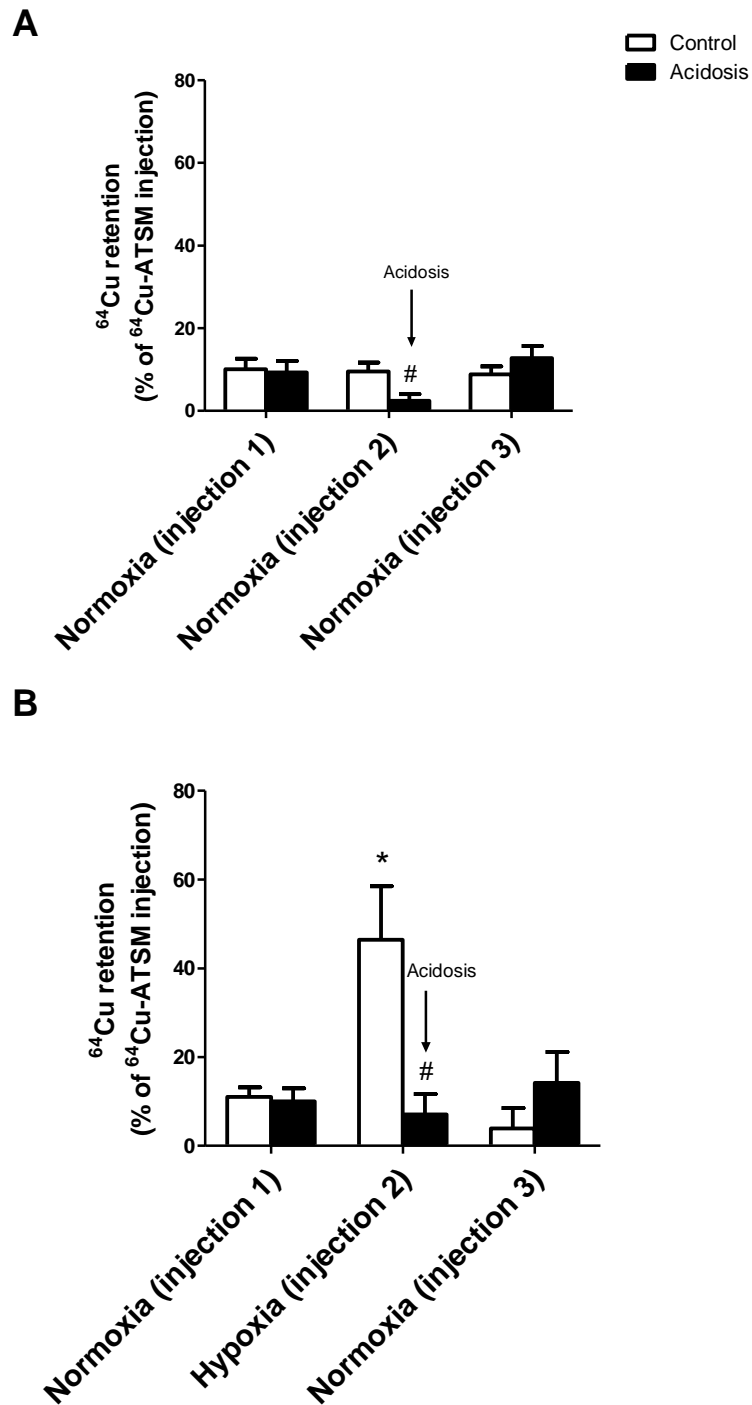 A
Control
Acidosis
80
60
40
20
0
64Cu retention
(% of 64Cu-ATSM injection)
Acidosis
#
Normoxia (injection 1)
Normoxia (injection 2)
Normoxia (injection 3)
B
80
60
40
20
0
64Cu retention
(% of 64Cu-ATSM injection)
*
Acidosis
#
Normoxia (injection 1)
Hypoxia (injection 2)
Normoxia (injection 3)